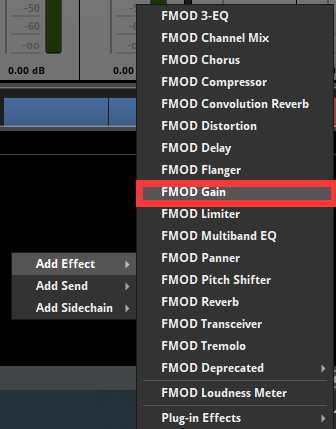 -50
-60
-oo
0.00 dB
-50
-60
-oo
0.00 dB
FMOD 3-EQ
FMOD Channel Mix
FMOD Chorus
FMOD Compressor
FMOD Convolution Reverb
FMOD Distortion
FMOD Delay
FMOD Flanger
FMOD Gain
FMOD Limiter
FMOD Multiband EQ
FMOD Panner
FMOD Pitch Shifter
FMOD Reverb
FMOD Transceiver
FMOD Tremolo
FMOD Deprecated
FMOD Loudness Meter
Plug-in Effects
Add Effect
Add Send
Add Sidechain